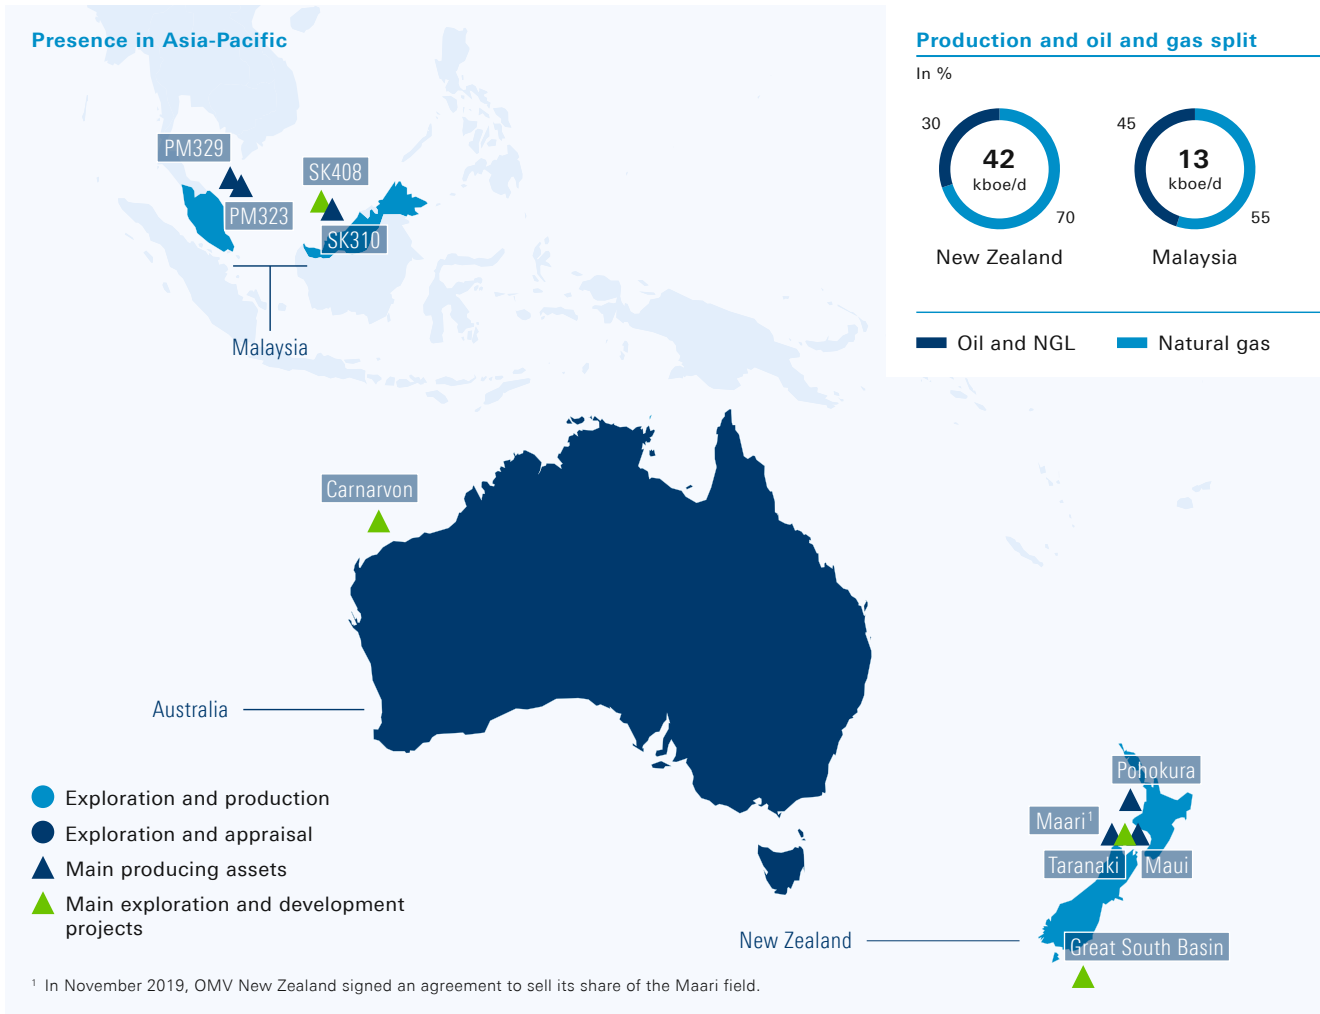 Presence in Asia-Pacific
Production and oil and gas split
In %
30
42
kboe/d
70
New Zealand
45
13
kboe/d
55
Malaysia
Oil and NGL
Natural gas
PM329
PM323
SK408
SK310
Malaysia
Carnarvon
Australia
Pohokura
Maari¹
Taranaki
Maui
New Zealand
Great South Basin
Exploration and production
Exploration and appraisal
Main producing assets
Main exploration and development
projects
¹ In November 2019, OMV New Zealand signed an agreement to sell its share of the Maari field.